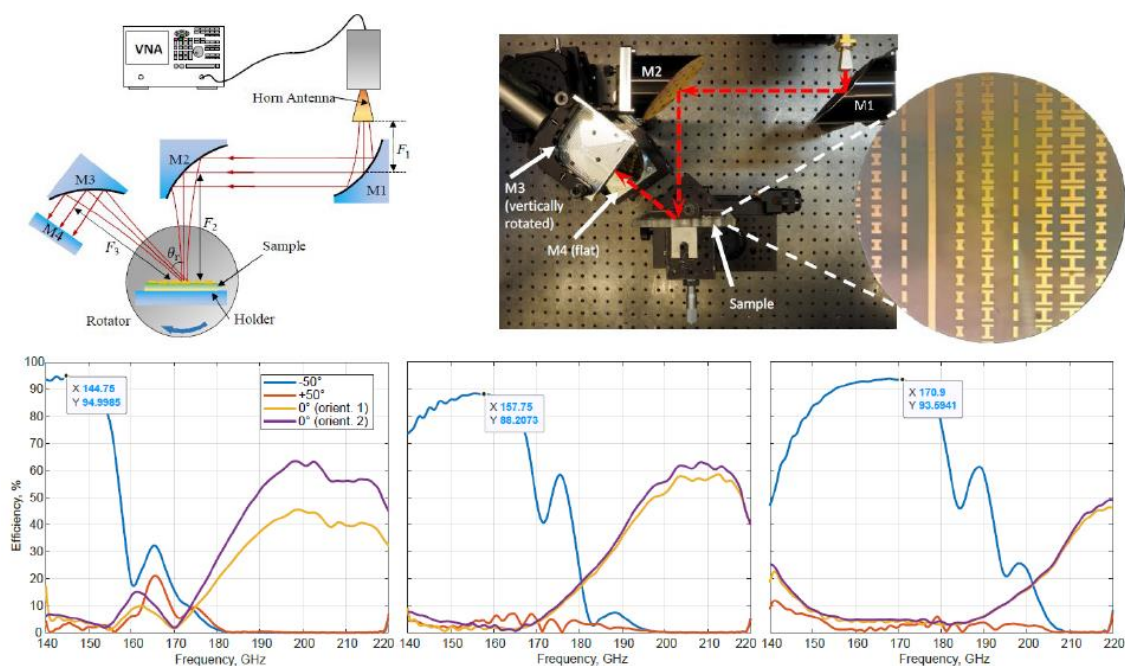 VNA
Horn Antenna
F₁
M1
M2
F₂
M3
M4
F₃
θᵣ
Sample
Holder
Rotator
M2
M1
M3
(vertically
rotated)
M4 (flat)
Sample
Efficiency, %
100
90
80
70
60
50
40
30
20
10
0
X 144.75
Y 94.9985
-50°
+50°
0° (orient. 1)
0° (orient. 2)
140 150 160 170 180 190 200 210 220
Frequency, GHz
X 157.75
Y 88.2073
140 150 160 170 180 190 200 210 220
Frequency, GHz
X 170.9
Y 93.5941
140 150 160 170 180 190 200 210 220
Frequency, GHz